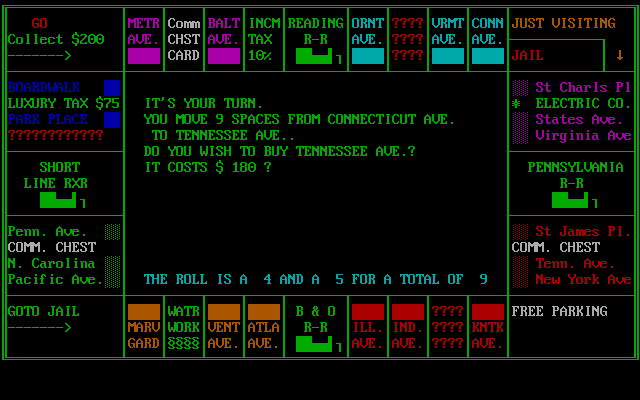 GO
Collect $200
------->
METR
AVE.
Comm
CHST
CARD
BALT
AVE.
INCM
TAX
10%
READING
R-R
ORNT
AVE.
????
????
????
VRMT
AVE.
CONN
AVE.
JUST VISITING
JAIL ↓
BOARDWALK
LUXURY TAX $75
PARK PLACE
????????????
SHORT
LINE RXR
Penn. Ave.
COMM. CHEST
N. Carolina
Pacific Ave.
IT'S YOUR TURN.
YOU MOVE 9 SPACES FROM CONNECTICUT AVE.
TO TENNESSEE AVE..
DO YOU WISH TO BUY TENNESSEE AVE.?
IT COSTS $ 180 ?
THE ROLL IS A 4 AND A 5 FOR A TOTAL OF 9
St Charls Pl
* ELECTRIC CO.
States Ave.
Virginia Ave
PENNSYLVANIA
R-R
St James Pl.
COMM. CHEST
Tenn. Ave.
New York Ave
GOTO JAIL
------->
MARV
GARD
WATR
WORK
§§§§
VENT
AVE.
ATLA
AVE.
B & O
R-R
ILL.
AVE.
IND.
AVE.
????
????
????
KNTK
AVE.
FREE PARKING